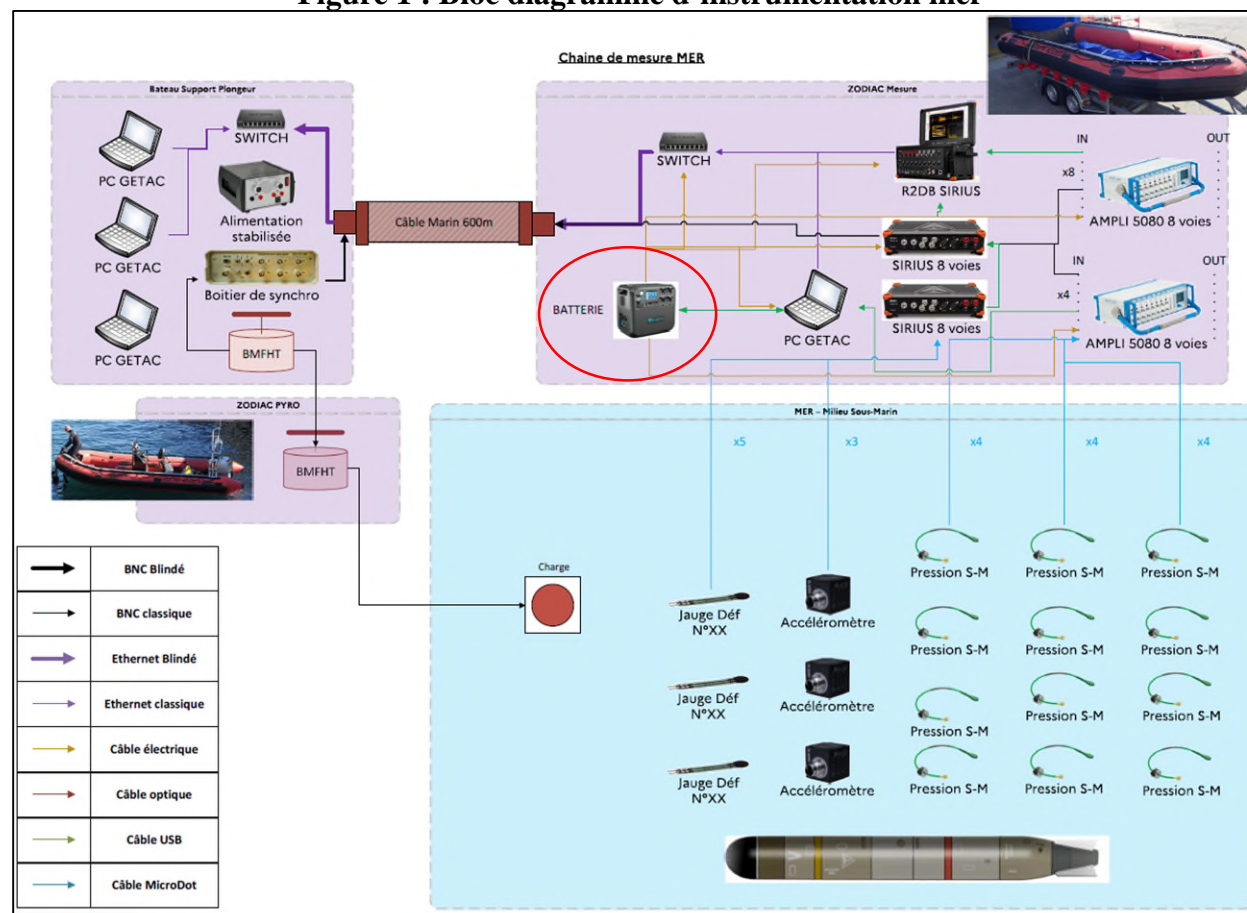 Figure 1 : Bloc diagramme d'instrumentation mer
Chaine de mesure MER
Bateau Support Plongeur
SWITCH
PC GETAC
Alimentation
stabilisée
PC GETAC
Boitier de synchro
PC GETAC
BMFHT
Câble Marin 600m
ZODIAC Mesure
SWITCH
R2DB SIRIUS
IN
OUT
x8
AMPLI 5080 8 voies
SIRIUS 8 voies
BATTERIE
PC GETAC
SIRIUS 8 voies
IN
OUT
x4
AMPLI 5080 8 voies
ZODIAC PYRO
BMFHT
MER – Milieu Sous-Marin
x5
x3
x4
x4
x4
Charge
Jauge Déf
N°XX
Accéléromètre
Pression S-M
Pression S-M
Pression S-M
Jauge Déf
N°XX
Accéléromètre
Pression S-M
Pression S-M
Pression S-M
Jauge Déf
N°XX
Accéléromètre
Pression S-M
Pression S-M
Pression S-M
Pression S-M
Pression S-M
Pression S-M
BNC Blindé
BNC classique
Ethernet Blindé
Ethernet classique
Câble électrique
Câble optique
Câble USB
Câble MicroDot